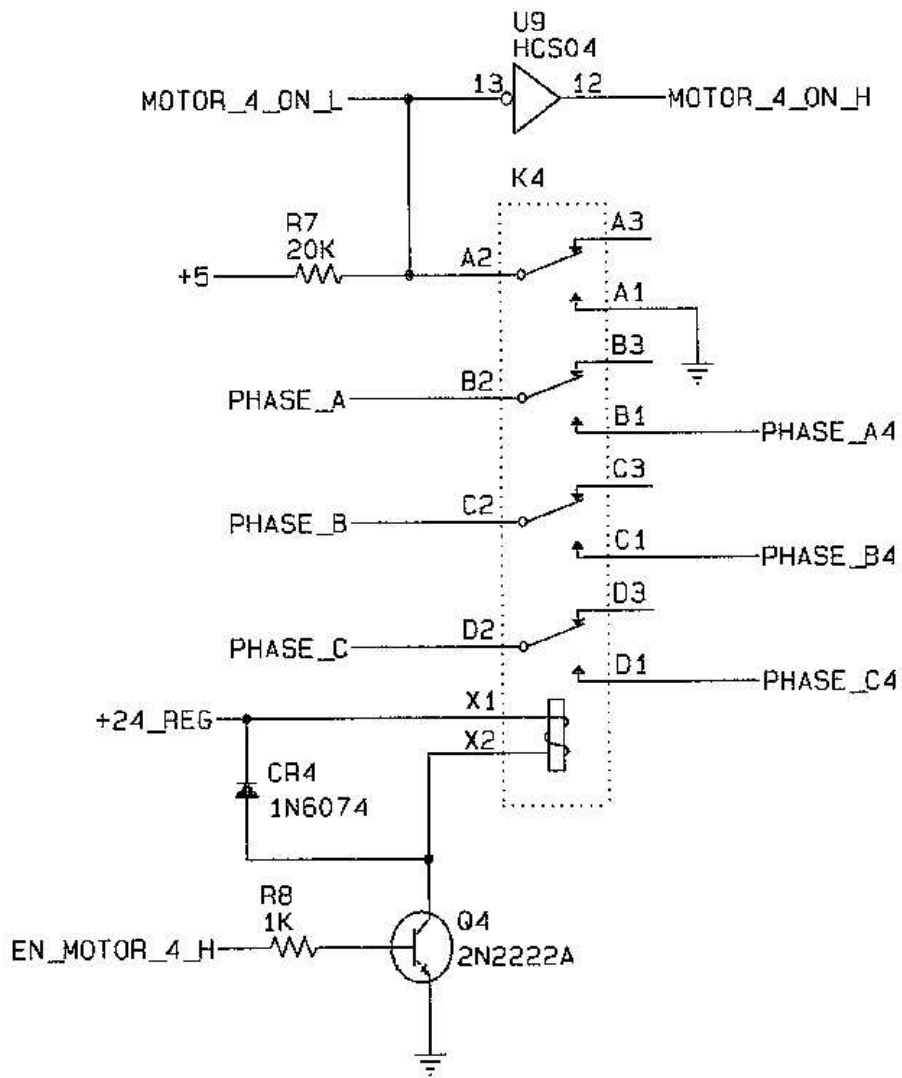 U9
HCS04
MOTOR_4_ON_L
13
12
MOTOR_4_ON_H
K4
R7
20K
+5
A2
A3
A1
B3
PHASE_A
B2
B1
PHASE_A4
C3
PHASE_B
C2
C1
PHASE_B4
D3
PHASE_C
D2
D1
PHASE_C4
+24_REG
X1
X2
CR4
1N6074
R8
1K
EN_MOTOR_4_H
Q4
2N2222A